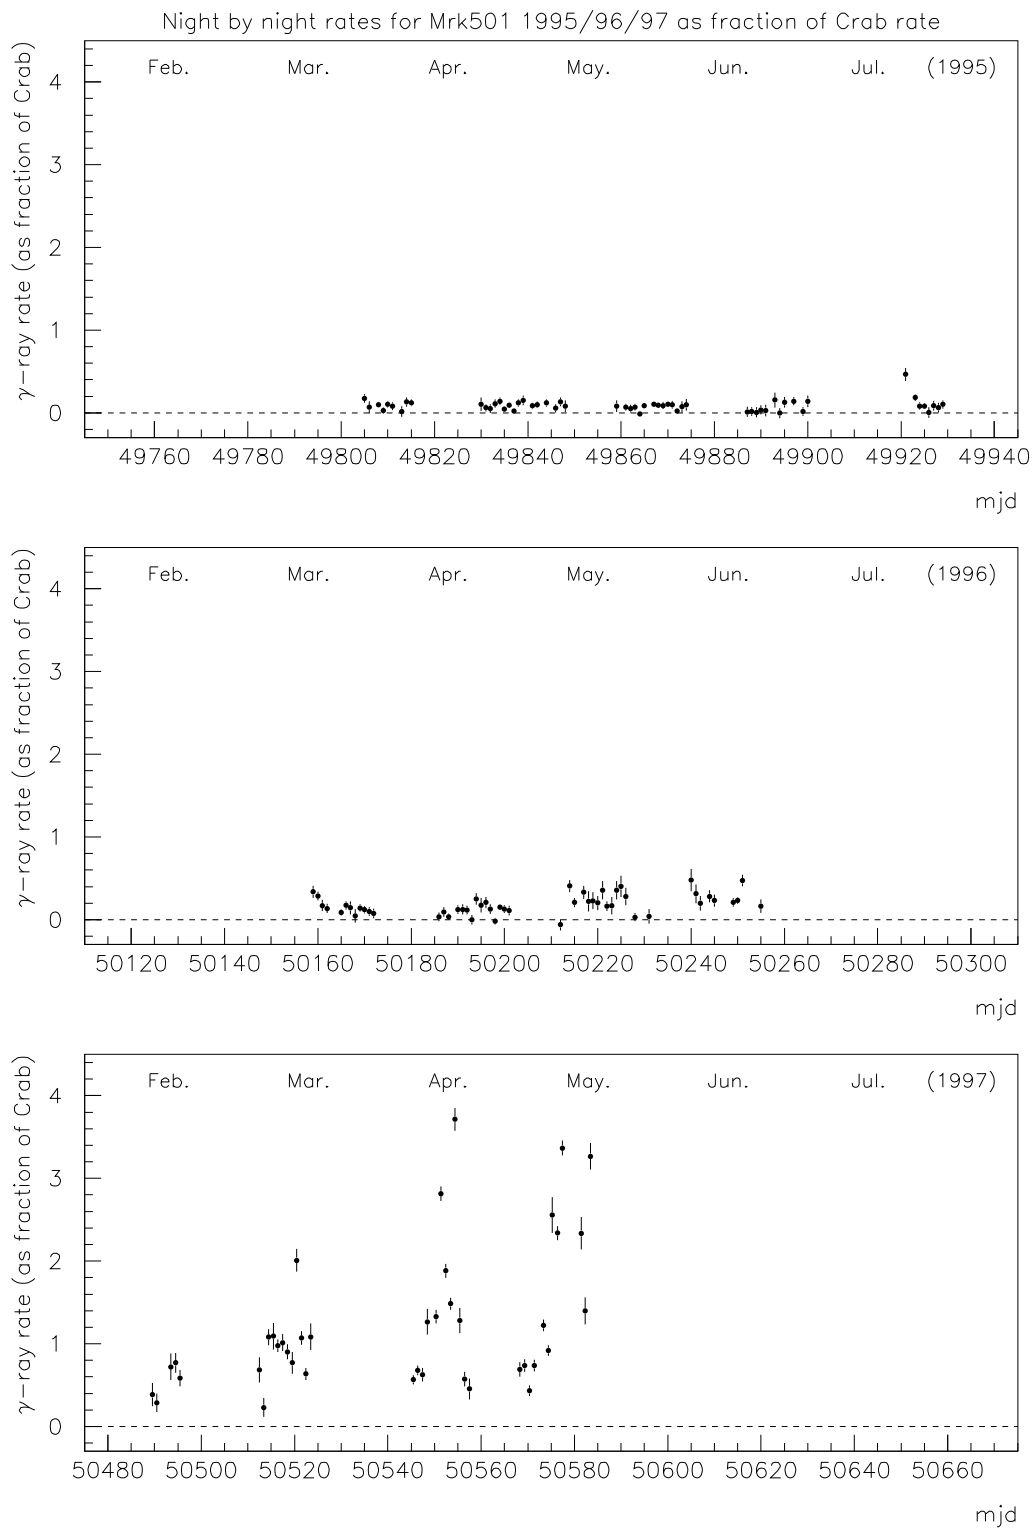 Night by night rates for Mrk501 1995/96/97 as fraction of Crab rate
γ-ray rate (as fraction of Crab)
Feb. Mar. Apr. May. Jun. Jul. (1995)
4
3
2
1
0
49760 49780 49800 49820 49840 49860 49880 49900 49920 49940
mjd
γ-ray rate (as fraction of Crab)
Feb. Mar. Apr. May. Jun. Jul. (1996)
4
3
2
1
0
50120 50140 50160 50180 50200 50220 50240 50260 50280 50300
mjd
γ-ray rate (as fraction of Crab)
Feb. Mar. Apr. May. Jun. Jul. (1997)
4
3
2
1
0
50480 50500 50520 50540 50560 50580 50600 50620 50640 50660
mjd